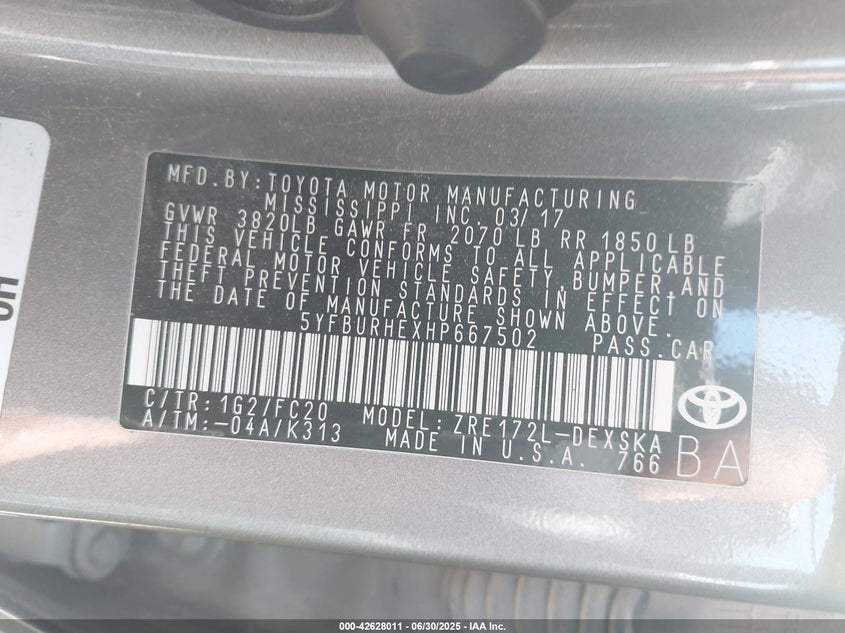 MFD.BY:TOYOTA MOTOR MANUFACTURING
MISSISSIPPI INC. 03/17
GVWR 3820LB GAWR FR 2070 LB RR 1850 LB
THIS VEHICLE CONFORMS TO ALL APPLICABLE
FEDERAL MOTOR VEHICLE SAFETY,BUMPER,AND
THEFT PREVENTION STANDARDS IN EFFECT ON
THE DATE OF MANUFACTURE SHOWN ABOVE.
5YFBURHEXHP667502 PASS.CAR
C/TR:1G2/FC20 MODEL:ZRE172L-DEXSKA
A/TM:-04A/K313 MADE IN U.S.A. 766
BA
000-42628011 - 06/30/2025 - IAA Inc.